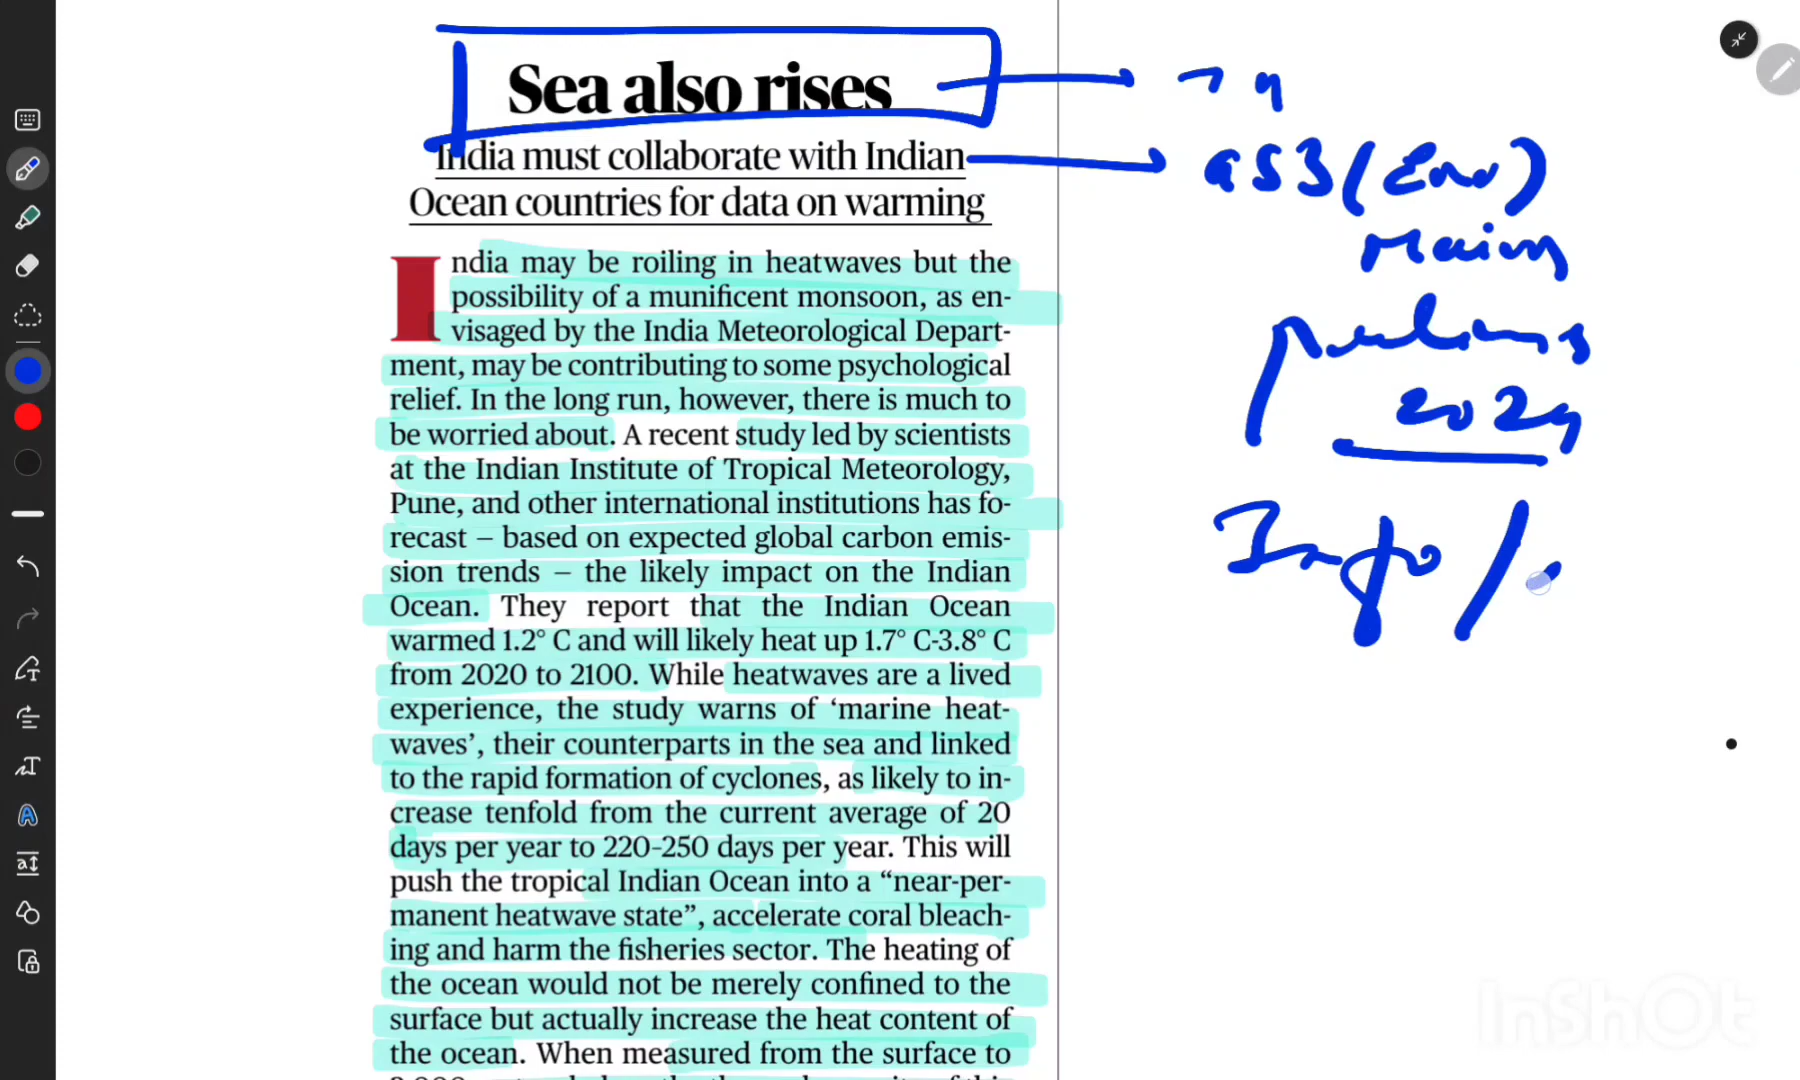 Sea also rises
India must collaborate with Indian
Ocean countries for data on warming
India may be roiling in heatwaves but the
possibility of a munificent monsoon, as en-
visaged by the India Meteorological Depart-
ment, may be contributing to some psychological
relief. In the long run, however, there is much to
be worried about. A recent study led by scientists
at the Indian Institute of Tropical Meteorology,
Pune, and other international institutions has fo-
recast – based on expected global carbon emis-
sion trends – the likely impact on the Indian
Ocean. They report that the Indian Ocean
warmed 1.2° C and will likely heat up 1.7° C-3.8° C
from 2020 to 2100. While heatwaves are a lived
experience, the study warns of ‘marine heat-
waves’, their counterparts in the sea and linked
to the rapid formation of cyclones, as likely to in-
crease tenfold from the current average of 20
days per year to 220-250 days per year. This will
push the tropical Indian Ocean into a “near-per-
manent heatwave state”, accelerate coral bleach-
ing and harm the fisheries sector. The heating of
the ocean would not be merely confined to the
surface but actually increase the heat content of
the ocean. When measured from the surface to
GS3 (Env)
Mains
prelims
2024
Info /
InShOt